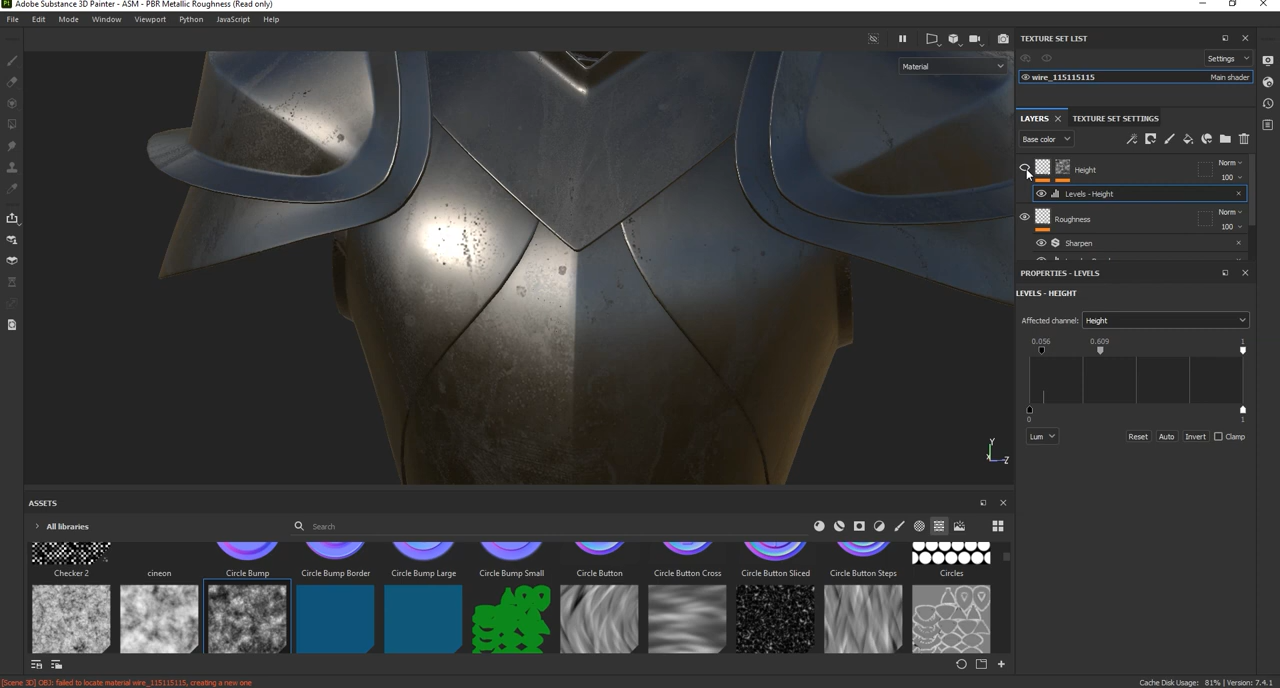 Adobe Substance 3D Painter - ASM - PBR Metallic Roughness (Read only)
File Edit Mode Window Viewport Python JavaScript Help
Material
TEXTURE SET LIST
Settings
wire_115115115 Main shader
LAYERS TEXTURE SET SETTINGS
Base color
Height Norm
100
Levels - Height
Roughness Norm
100
Sharpen
PROPERTIES - LEVELS
LEVELS - HEIGHT
Affected channel: Height
0.056 0.609 1
0 1
Lum Reset Auto Invert Clamp
Y
X Z
ASSETS
All libraries Search
Checker 2 cineon Circle Bump Circle Bump Border Circle Bump Large Circle Bump Small Circle Button Circle Button Cross Circle Button Sliced Circle Button Steps Circles
[Scene 3D] OBJ: failed to locate material wire_115115115, creating a new one
Cache Disk Usage: 81% | Version: 7.4.1